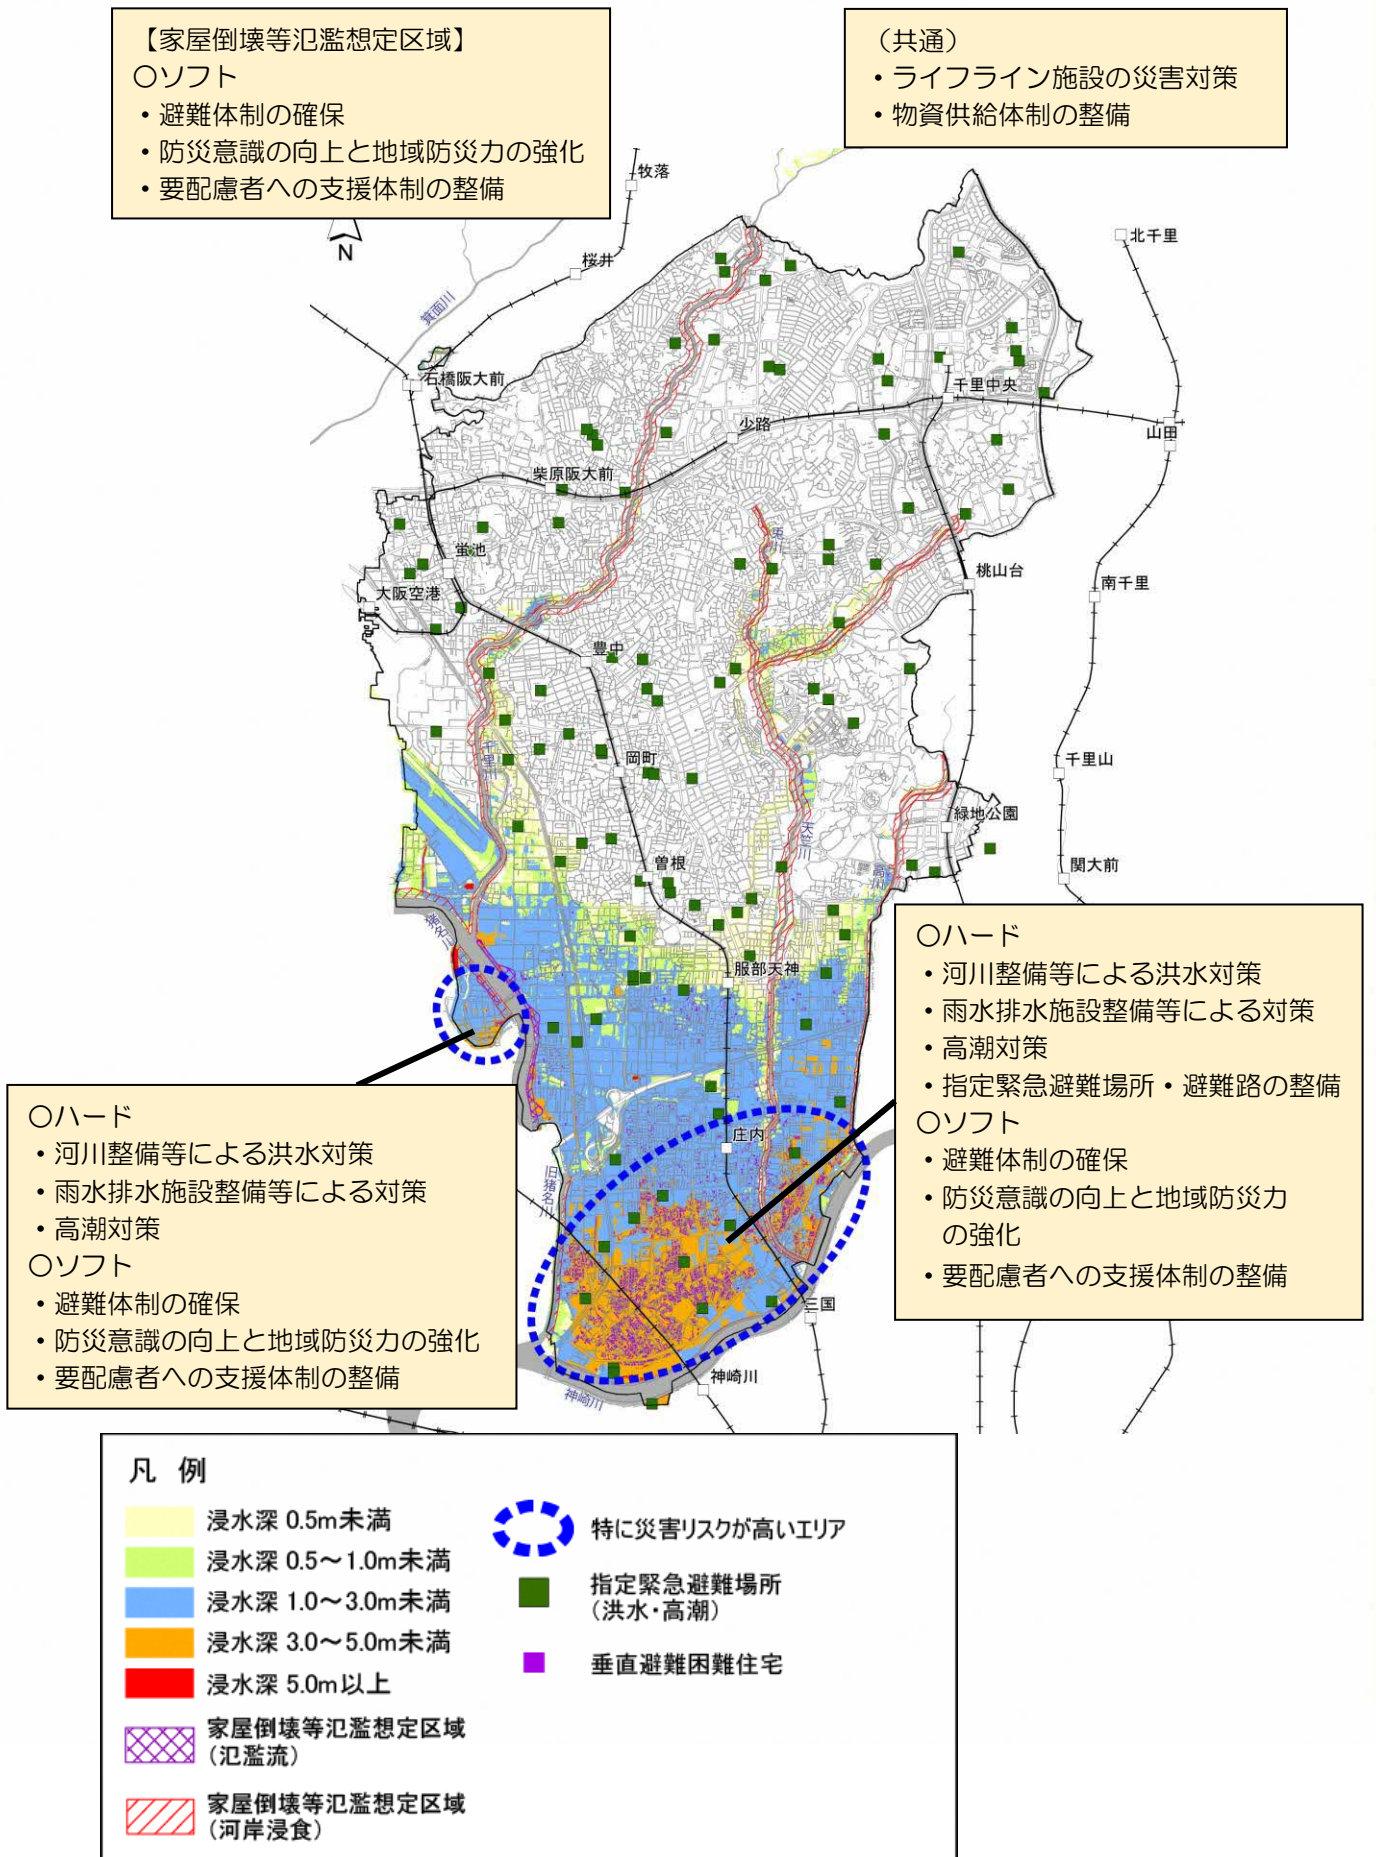 【家屋倒壊等氾濫想定区域】
〇ソフト
・避難体制の確保
・防災意識の向上と地域防災力の強化
・要配慮者への支援体制の整備
（共通）
・ライフライン施設の災害対策
・物資供給体制の整備
N
牧落
桜井
箕面川
石橋阪大前
北千里
千里中央
山田
少路
柴原阪大前
蛍池
大阪空港
兎川
桃山台
南千里
豊中
岡町
千里川
千里山
緑地公園
天竺川
高川
曽根
関大前
猪名川
服部天神
〇ハード
・河川整備等による洪水対策
・雨水排水施設整備等による対策
・高潮対策
・指定緊急避難場所・避難路の整備
〇ソフト
・避難体制の確保
・防災意識の向上と地域防災力
の強化
・要配慮者への支援体制の整備
〇ハード
・河川整備等による洪水対策
・雨水排水施設整備等による対策
・高潮対策
〇ソフト
・避難体制の確保
・防災意識の向上と地域防災力の強化
・要配慮者への支援体制の整備
庄内
旧猪名川
三国
神崎川
神崎川
凡 例
浸水深 0.5m未満
浸水深 0.5～1.0m未満
浸水深 1.0～3.0m未満
浸水深 3.0～5.0m未満
浸水深 5.0m以上
家屋倒壊等氾濫想定区域
（氾濫流）
家屋倒壊等氾濫想定区域
（河岸浸食）
特に災害リスクが高いエリア
指定緊急避難場所
（洪水・高潮）
垂直避難困難住宅